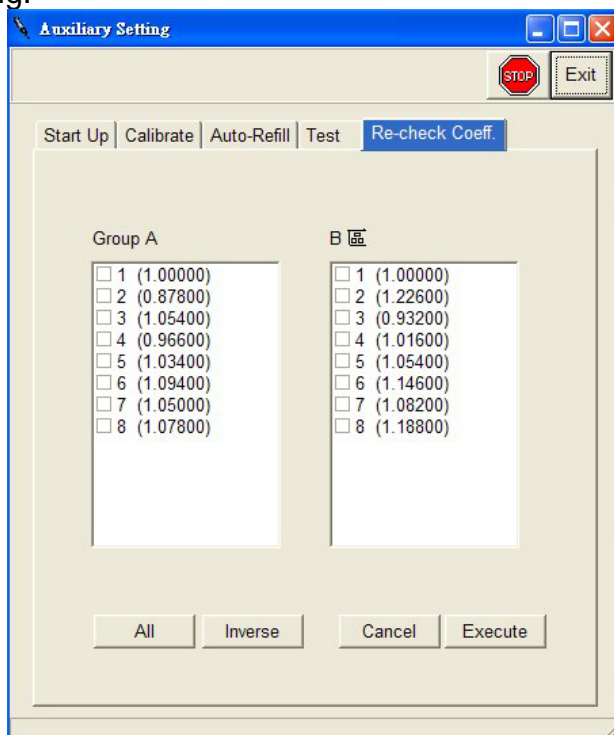 g.
Auxiliary Setting
STOP Exit
Start Up Calibrate Auto-Refill Test Re-check Coeff.
Group A
1 (1.00000)
2 (0.87800)
3 (1.05400)
4 (0.96600)
5 (1.03400)
6 (1.09400)
7 (1.05000)
8 (1.07800)
B 區
1 (1.00000)
2 (1.22600)
3 (0.93200)
4 (1.01600)
5 (1.05400)
6 (1.14600)
7 (1.08200)
8 (1.18800)
All Inverse Cancel Execute